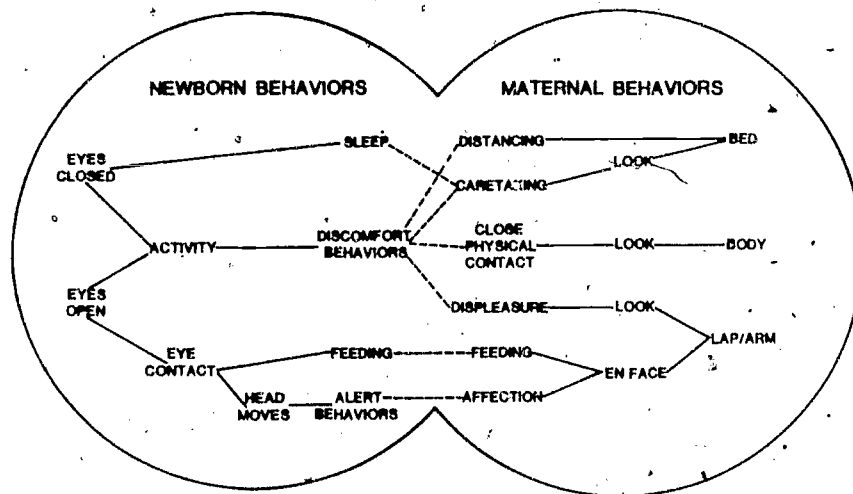 NEWBORN BEHAVIORS
MATERNAL BEHAVIORS
SLEEP
DISTANCING
BED
EYES
CLOSED
LOOK
CARETAKING
ACTIVITY
DISCOMFORT
BEHAVIORS
CLOSE
PHYSICAL
CONTACT
LOOK
BODY
EYES
OPEN
DISPLEASURE
LOOK
LAP/ARM
EYE
CONTACT
FEEDING
FEEDING
EN FACE
HEAD
MOVES
ALERT
BEHAVIORS
AFFECTION